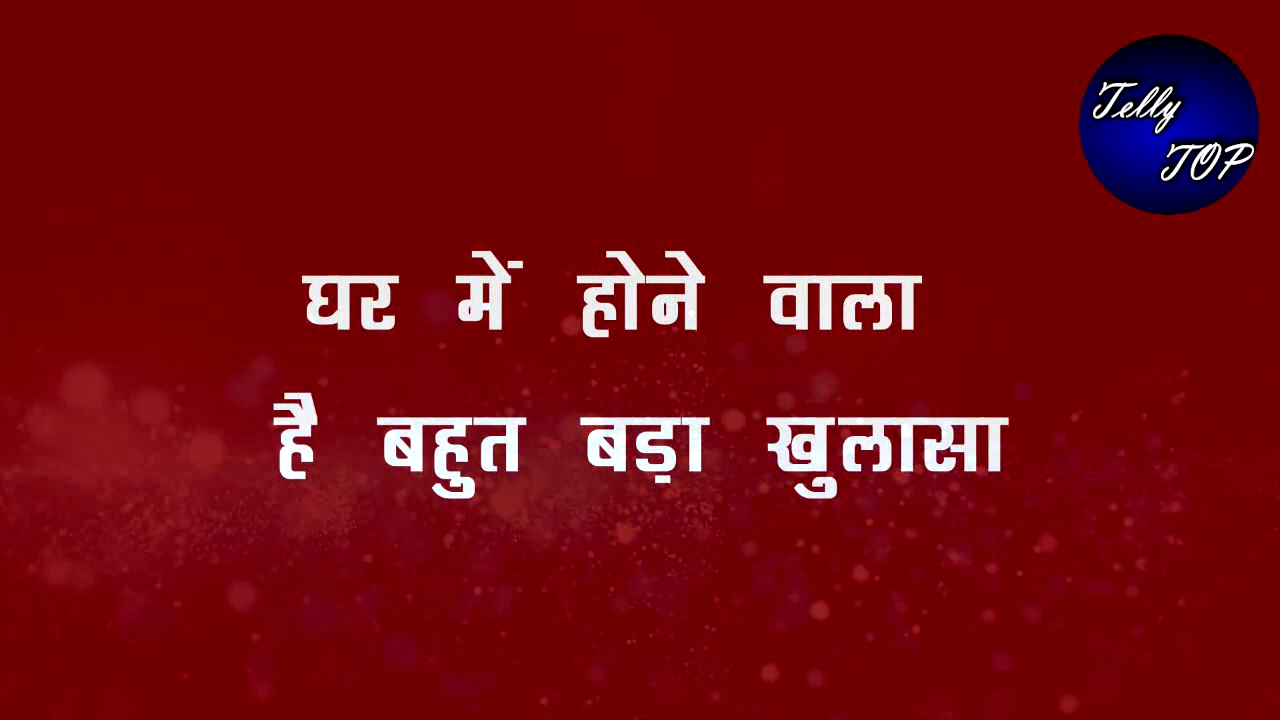 Telly
TOP
घर में होने वाला
है बहुत बड़ा खुलासा